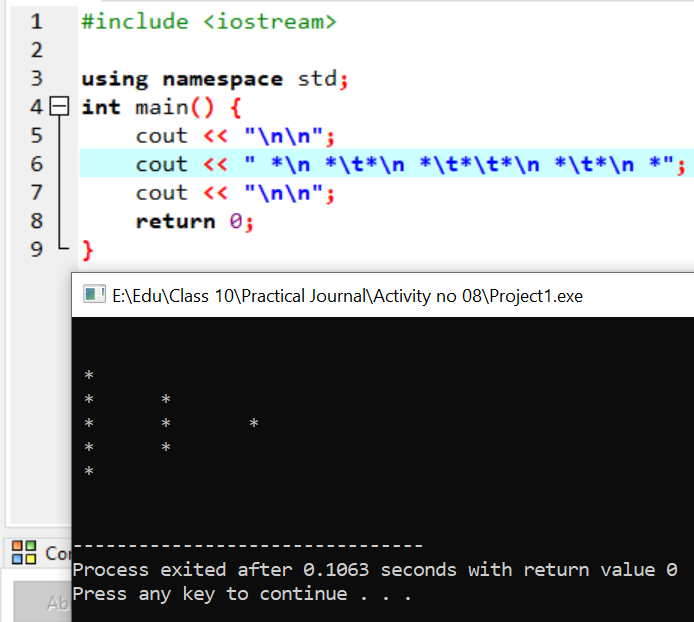 1 #include <iostream>
2
3 using namespace std;
4 int main() {
5 cout << "\n\n";
6 cout << " *\n *\t*\n *\t*\t*\n *\t*\n *";
7 cout << "\n\n";
8 return 0;
9 }
E:\Edu\Class 10\Practical Journal\Activity no 08\Project1.exe
*
* *
* * *
* *
*
--------------------------------
Process exited after 0.1063 seconds with return value 0
Press any key to continue . . .